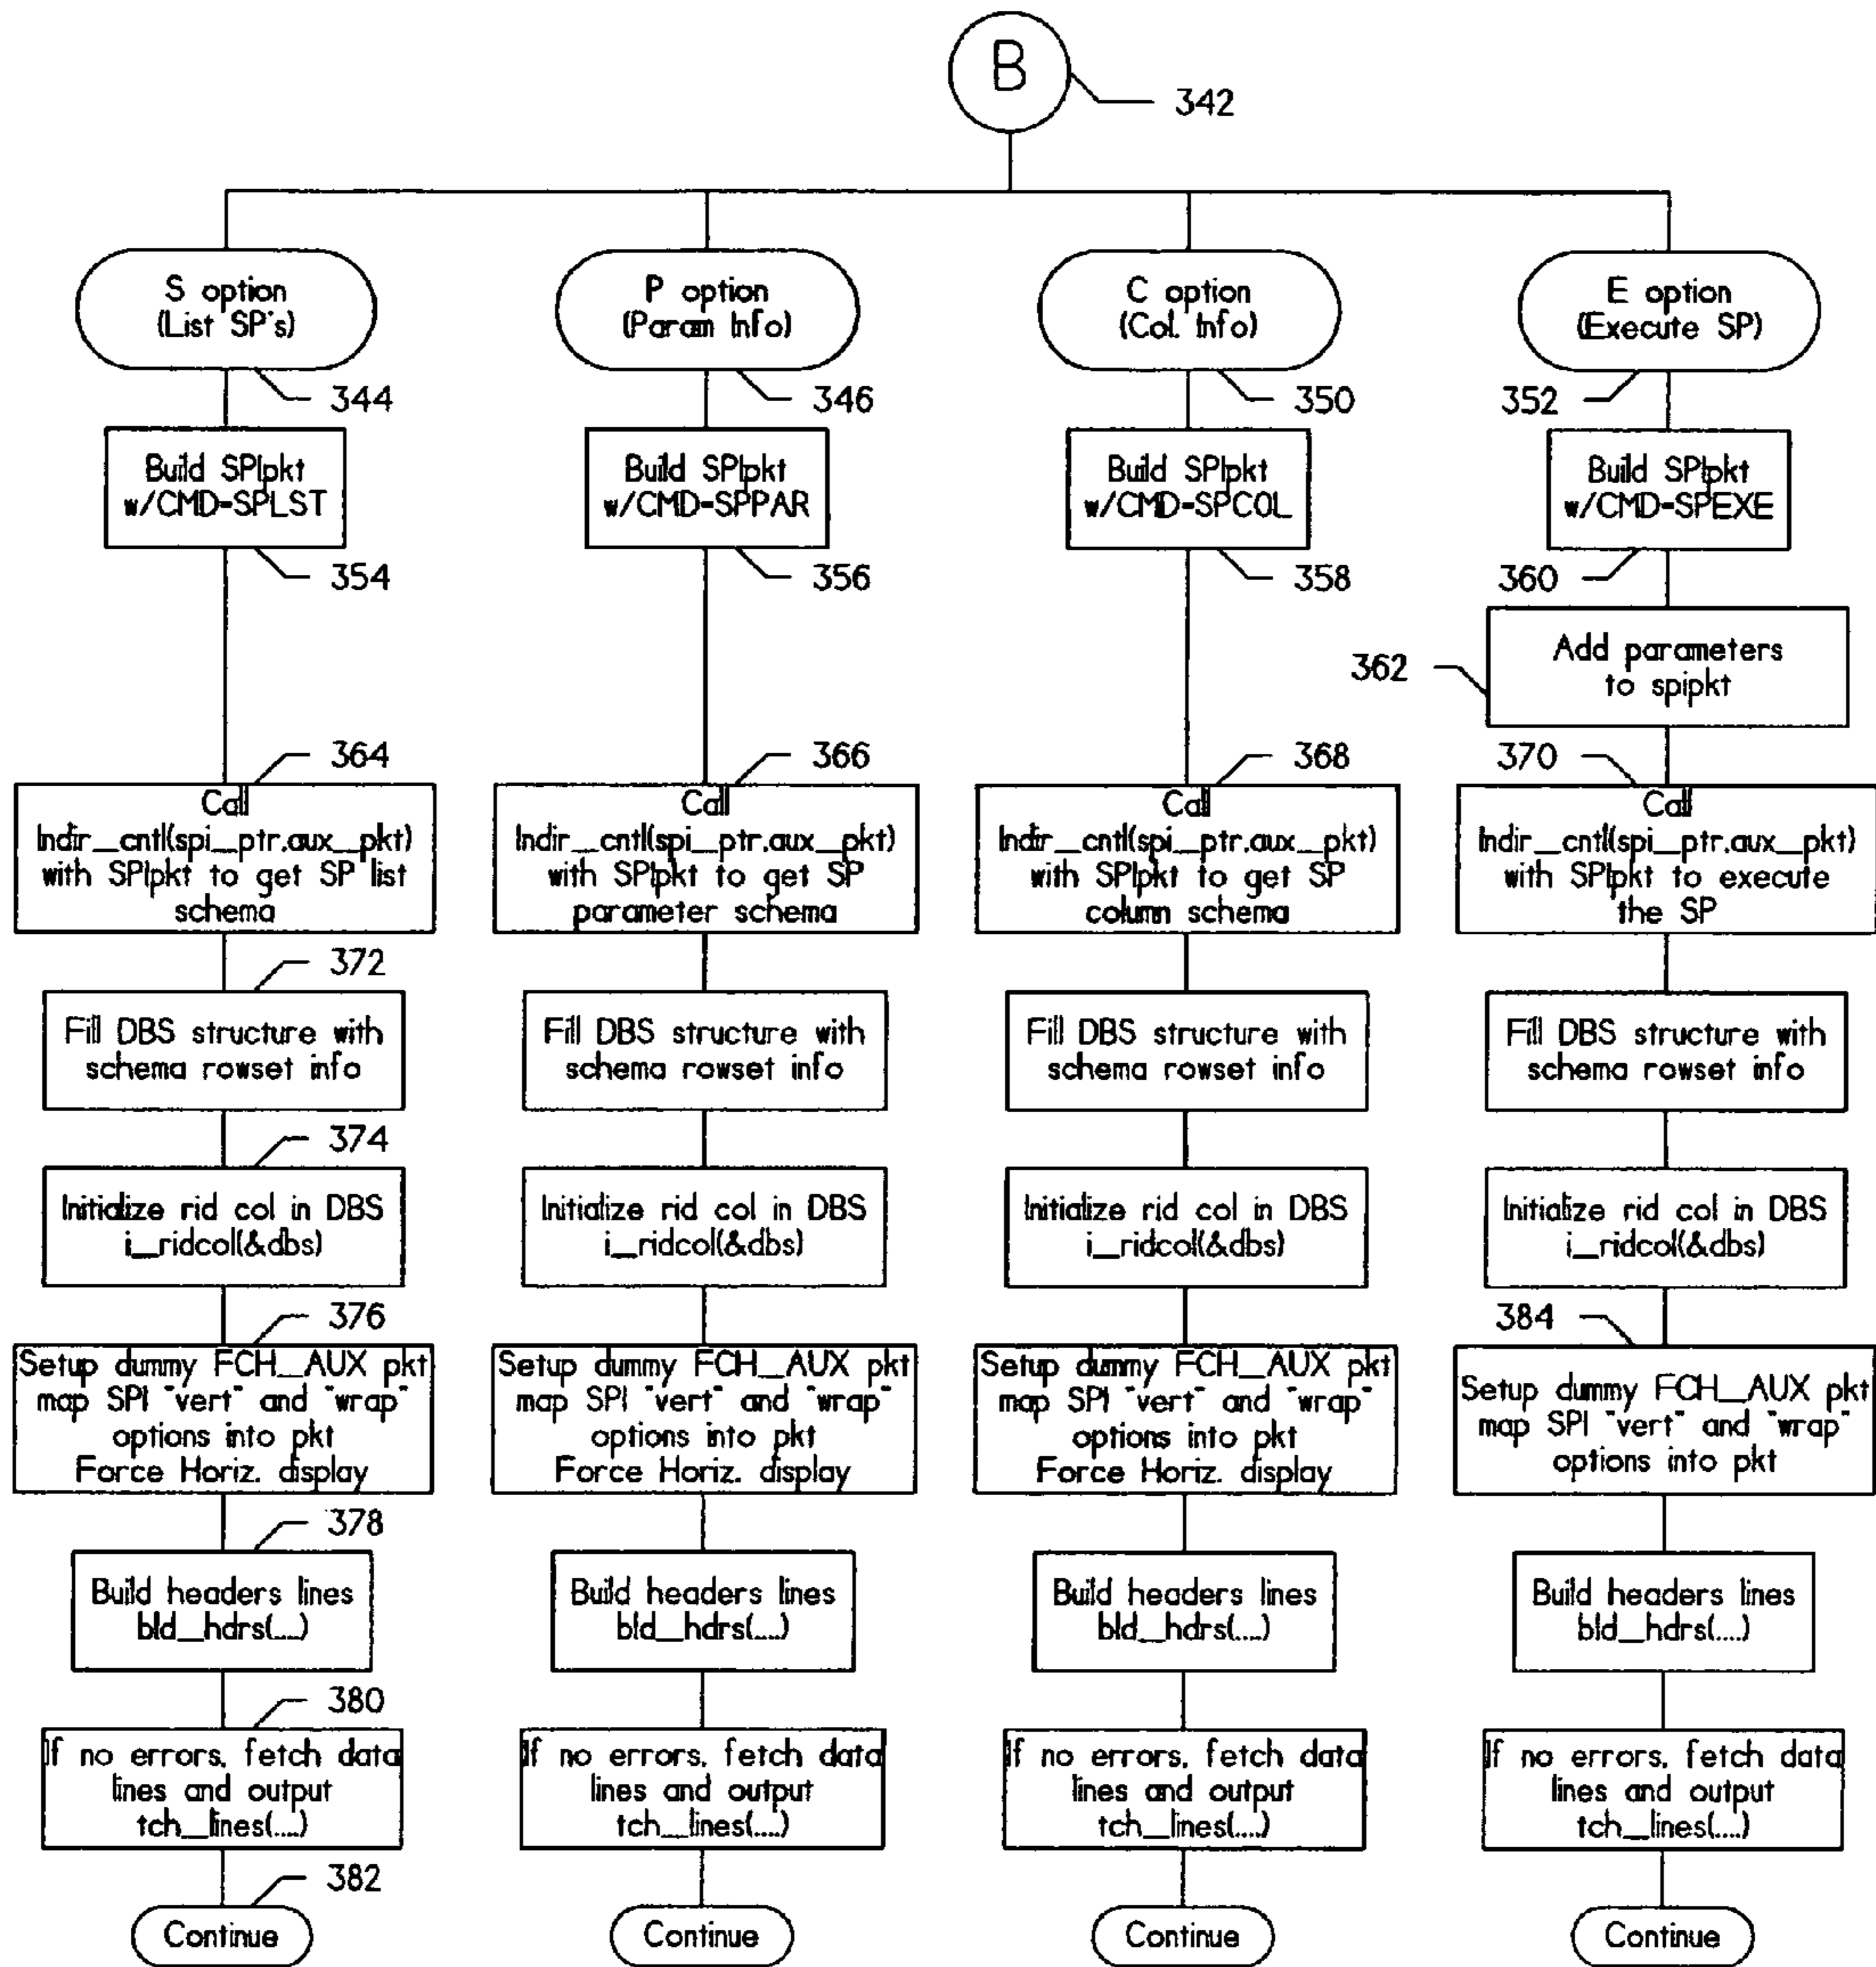 B
342
S option
(List SP's)
344
P option
(Param Info)
346
C option
(Col. Info)
350
E option
(Execute SP)
352
Build SPIpkt
w/CMD=SPLST
354
Build SPIpkt
w/CMD=SPPAR
356
Build SPIpkt
w/CMD=SPCOL
358
Build SPIpkt
w/CMD=SPEXE
360
362
Add parameters
to spipkt
364
Call
Indir_cntl(spi_ptr.aux_pkt)
with SPIpkt to get SP list
schema
366
Call
Indir_cntl(spi_ptr.aux_pkt)
with SPIpkt to get SP
parameter schema
368
Call
Indir_cntl(spi_ptr.aux_pkt)
with SPIpkt to get SP
column schema
370
Call
Indir_cntl(spi_ptr.aux_pkt)
with SPIpkt to execute
the SP
372
Fill DBS structure with
schema rowset info
Fill DBS structure with
schema rowset info
Fill DBS structure with
schema rowset info
Fill DBS structure with
schema rowset info
374
Initialize rid col in DBS
i_ridcol(&dbs)
Initialize rid col in DBS
i_ridcol(&dbs)
Initialize rid col in DBS
i_ridcol(&dbs)
Initialize rid col in DBS
i_ridcol(&dbs)
376
Setup dummy FCH_AUX pkt
map SPI "vert" and "wrap"
options into pkt
Force Horiz. display
Setup dummy FCH_AUX pkt
map SPI "vert" and "wrap"
options into pkt
Force Horiz. display
Setup dummy FCH_AUX pkt
map SPI "vert" and "wrap"
options into pkt
Force Horiz. display
384
Setup dummy FCH_AUX pkt
map SPI "vert" and "wrap"
options into pkt
378
Build headers lines
bld_hdrs(....)
Build headers lines
bld_hdrs(....)
Build headers lines
bld_hdrs(....)
Build headers lines
bld_hdrs(....)
380
If no errors, fetch data
lines and output
tch_lines(....)
If no errors, fetch data
lines and output
tch_lines(....)
If no errors, fetch data
lines and output
tch_lines(....)
If no errors, fetch data
lines and output
tch_lines(....)
382
Continue
Continue
Continue
Continue